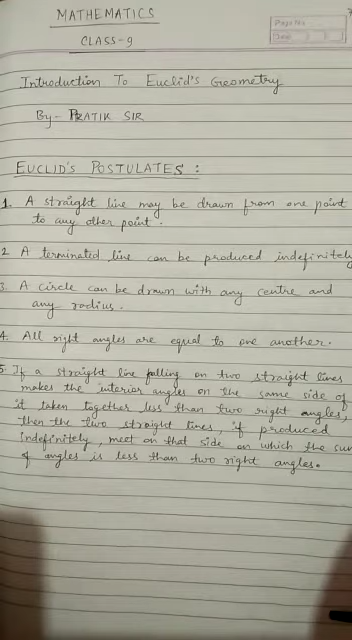 MATHEMATICS
Page No.
Date
CLASS-9
Introduction To Euclid's Geometry
By- PRATIK SIR
EUCLID'S POSTULATES :
1. A straight line may be drawn from one point
to any other point.
2 A terminated line can be produced indefinitely
3. A circle can be drawn with any centre and
any radius.
4. All right angles are equal to one another.
5. If a straight line falling on two straight lines
makes the interior angles on the same side of
it taken together less than two right angles,
then the two straight lines, if produced
indefinitely, meet on that side on which the sum
of angles is less than two right angles.